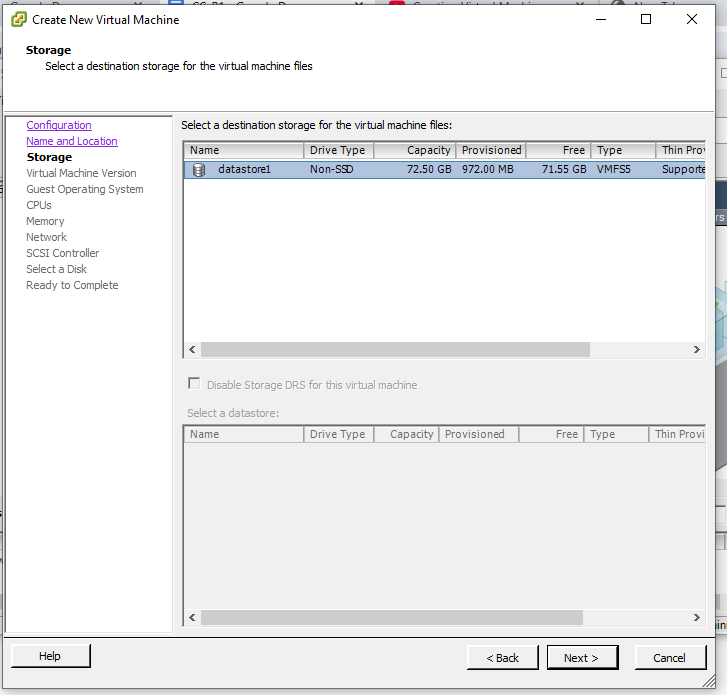 Create New Virtual Machine
Storage
Select a destination storage for the virtual machine files
Configuration
Name and Location
Storage
Virtual Machine Version
Guest Operating System
CPUs
Memory
Network
SCSI Controller
Select a Disk
Ready to Complete
Select a destination storage for the virtual machine files:
Name Drive Type Capacity Provisioned Free Type Thin Prov
datastore1 Non-SSD 72.50 GB 972.00 MB 71.55 GB VMFS5 Supporte
Disable Storage DRS for this virtual machine
Select a datastore:
Name Drive Type Capacity Provisioned Free Type Thin Provi
Help < Back Next > Cancel